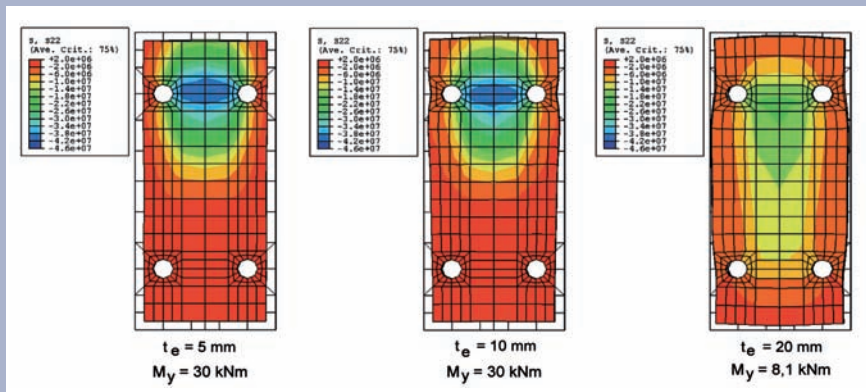 S, S22
(Ave. Crit.: 75%)
+2.0e+06
-2.0e+06
-6.0e+06
-1.0e+07
-1.4e+07
-1.8e+07
-2.2e+07
-2.6e+07
-3.0e+07
-3.4e+07
-3.8e+07
-4.2e+07
-4.6e+07
t e = 5 mm
M y = 30 kNm
S, S22
(Ave. Crit.: 75%)
+2.0e+06
-2.0e+06
-6.0e+06
-1.0e+07
-1.4e+07
-1.8e+07
-2.2e+07
-2.6e+07
-3.0e+07
-3.4e+07
-3.8e+07
-4.2e+07
-4.6e+07
t e = 10 mm
M y = 30 kNm
S, S22
(Ave. Crit.: 75%)
+2.0e+06
-2.0e+06
-6.0e+06
-1.0e+07
-1.4e+07
-1.8e+07
-2.2e+07
-2.6e+07
-3.0e+07
-3.4e+07
-3.8e+07
-4.2e+07
-4.6e+07
t e = 20 mm
M y = 8,1 kNm